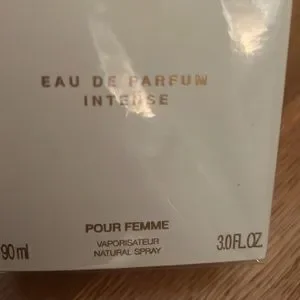 EAU DE PARFUM
INTENSE
POUR FEMME
VAPORISATEUR
NATURAL SPRAY
90 ml
3.0 FL.OZ